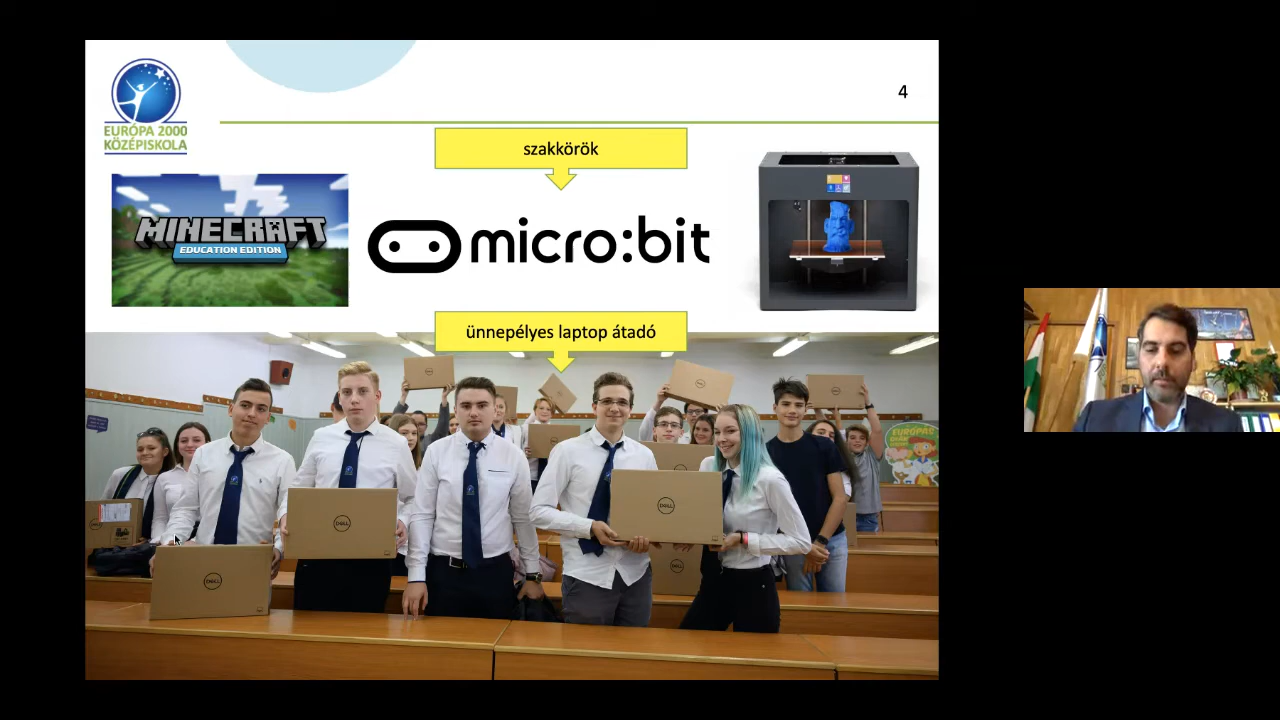 4
EURÓPA 2000
KÖZÉPISKOLA
szakkörök
MINECRAFT
EDUCATION EDITION
micro:bit
ünnepélyes laptop átadó
DELL
DELL
DELL
DELL